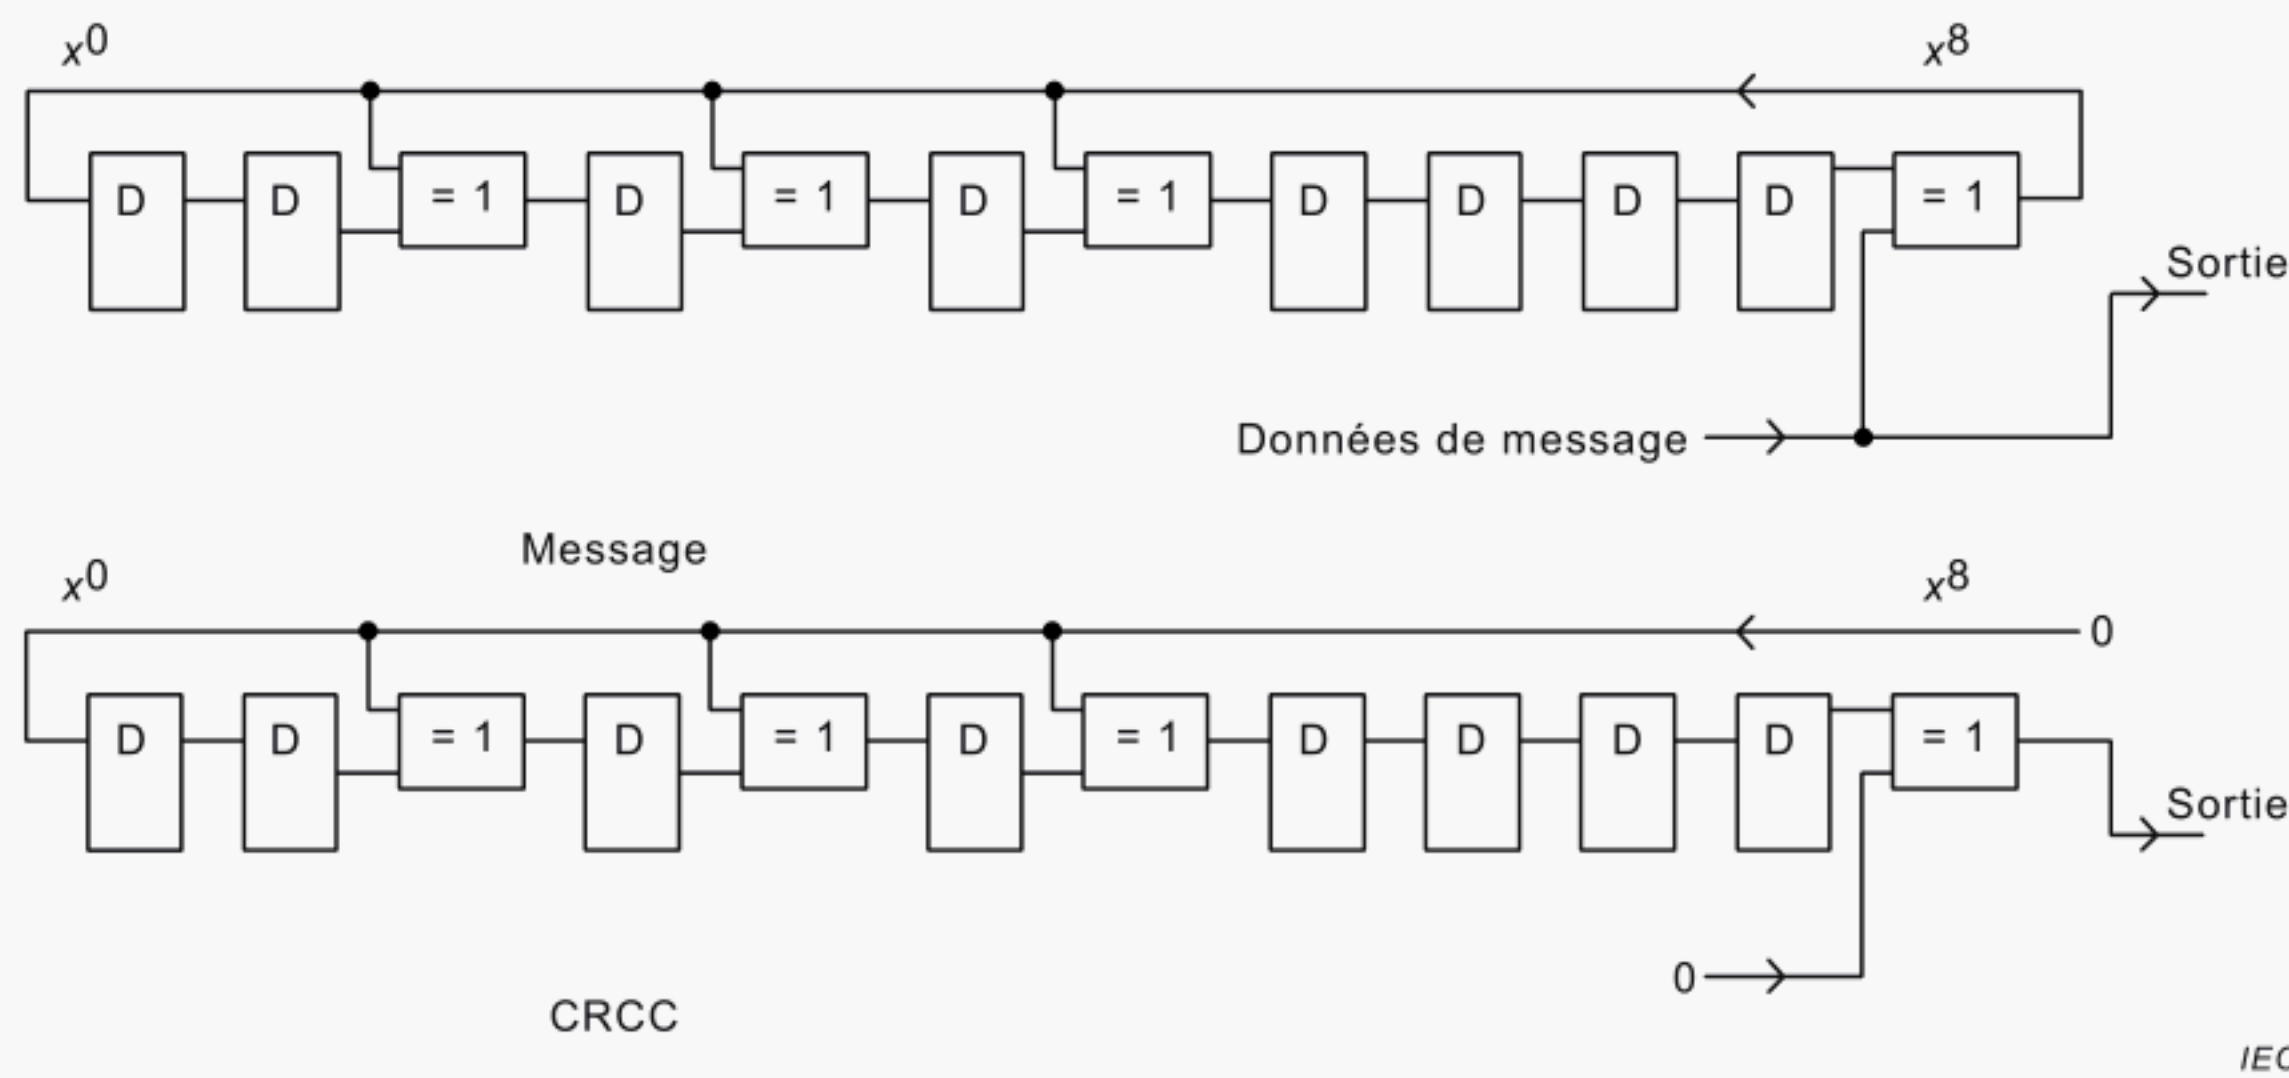 x⁰ x⁸
D D = 1 D = 1 D = 1 D D D D = 1
Sortie
Données de message
Message
x⁰ x⁸
0
D D = 1 D = 1 D = 1 D D D D = 1
Sortie
0
CRCC